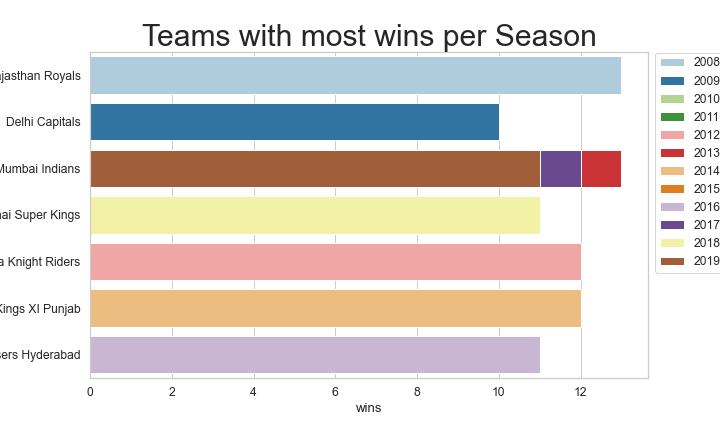 Teams with most wins per Season
jasthan Royals
Delhi Capitals
Mumbai Indians
ai Super Kings
a Knight Riders
Kings XI Punjab
sers Hyderabad
0 2 4 6 8 10 12
wins
2008
2009
2010
2011
2012
2013
2014
2015
2016
2017
2018
2019